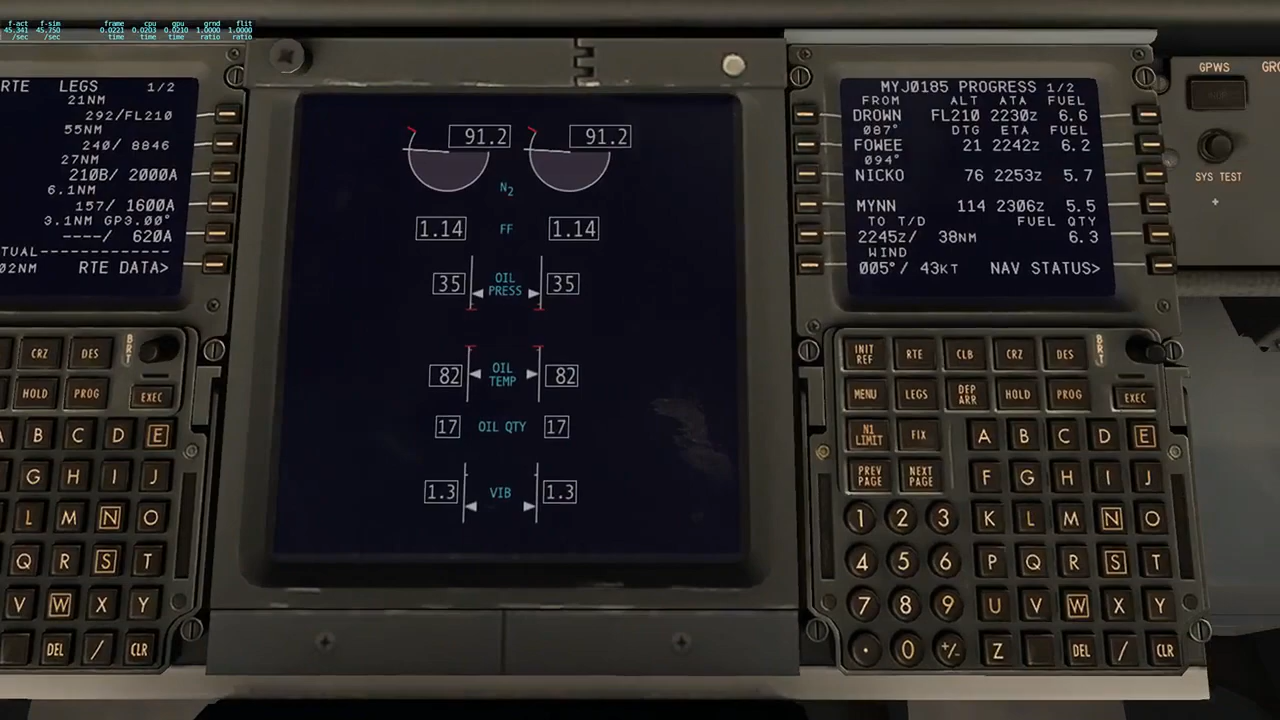 f-act f-sim frame cpu gpu grnd flit
45.341 45.750 0.0221 0.0203 0.0210 1.0000 1.0000
/sec /sec time time time ratio ratio
RTE LEGS 1/2
21NM
292/FL210
55NM
240/ 8846
27NM
210B/ 2000A
6.1NM
157/ 1600A
3.1NM GP3.00°
----/ 620A
TUAL--------------
02NM RTE DATA>
CRZ DES BRT
HOLD PROG EXEC
A B C D E
G H I J
L M N O
Q R S T
V W X Y
DEL / CLR
91.2 91.2
N2
1.14 FF 1.14
35 OIL PRESS 35
82 OIL TEMP 82
17 OIL QTY 17
1.3 VIB 1.3
MYJ0185 PROGRESS 1/2
FROM ALT ATA FUEL
DROWN FL210 2230z 6.6
087° DTG ETA FUEL
FOWEE 21 2242z 6.2
094°
NICKO 76 2253z 5.7
MYNN 114 2306z 5.5
TO T/D FUEL QTY
2245z/ 38NM 6.3
WIND
005°/ 43KT NAV STATUS>
INIT REF RTE CLB CRZ DES BRT
MENU LEGS DEP ARR HOLD PROG EXEC
N1 LIMIT FIX A B C D E
PREV PAGE NEXT PAGE F G H I J
1 2 3 K L M N O
4 5 6 P Q R S T
7 8 9 U V W X Y
. 0 +/- Z DEL / CLR
GPWS GRO
SYS TEST